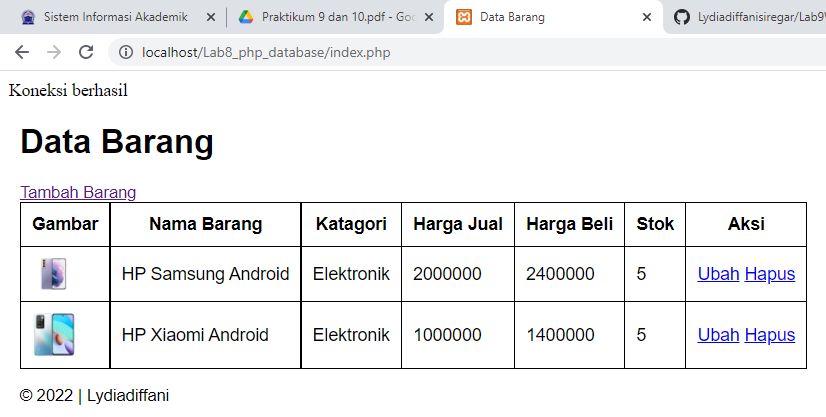 Sistem Informasi Akademik
Praktikum 9 dan 10.pdf - Goo
Data Barang
Lydiadiffanisiregar/Lab9
localhost/Lab8_php_database/index.php
Koneksi berhasil
Data Barang
Tambah Barang
Gambar Nama Barang Katagori Harga Jual Harga Beli Stok Aksi
HP Samsung Android Elektronik 2000000 2400000 5 Ubah Hapus
HP Xiaomi Android Elektronik 1000000 1400000 5 Ubah Hapus
© 2022 | Lydiadiffani